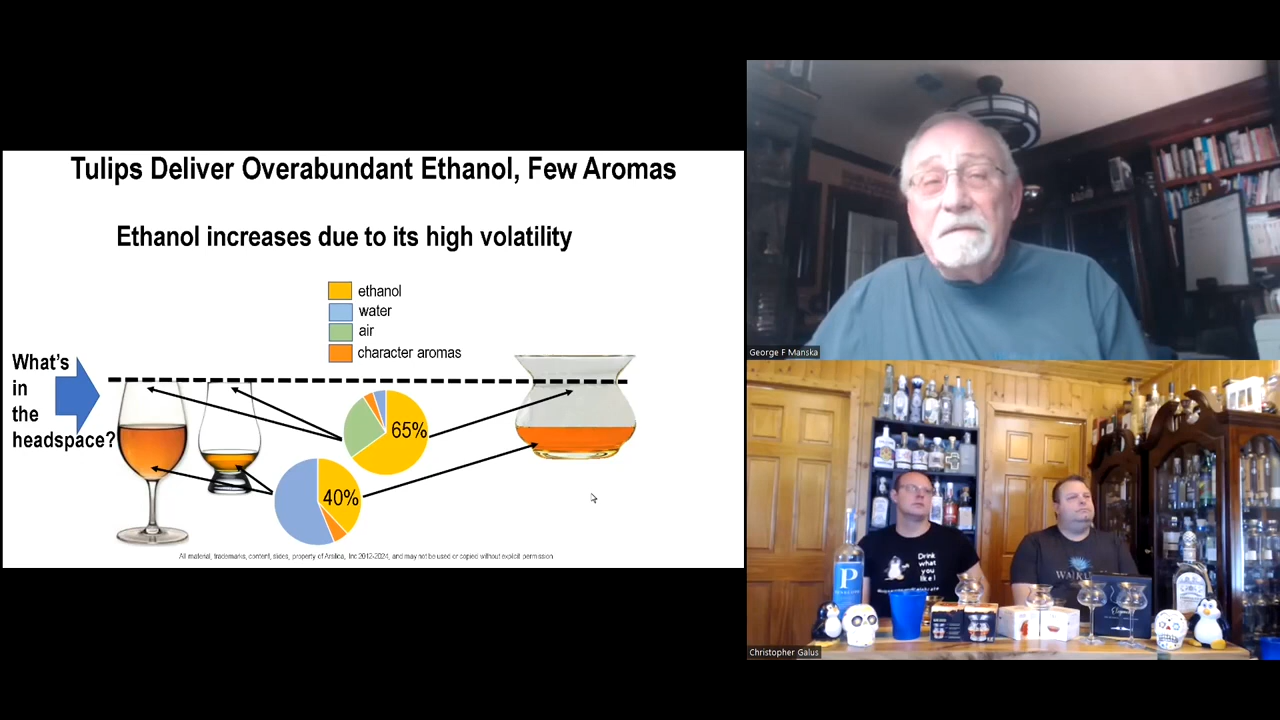 Tulips Deliver Overabundant Ethanol, Few Aromas
Ethanol increases due to its high volatility
ethanol
water
air
character aromas
What's
in
the
headspace?
65%
40%
All material, trademarks, content, slides, property of Arsilica, Inc 2012-2024, and may not be used or copied without explicit permission
George F Manska
Drink
what
you
like!
P
Christopher Galus